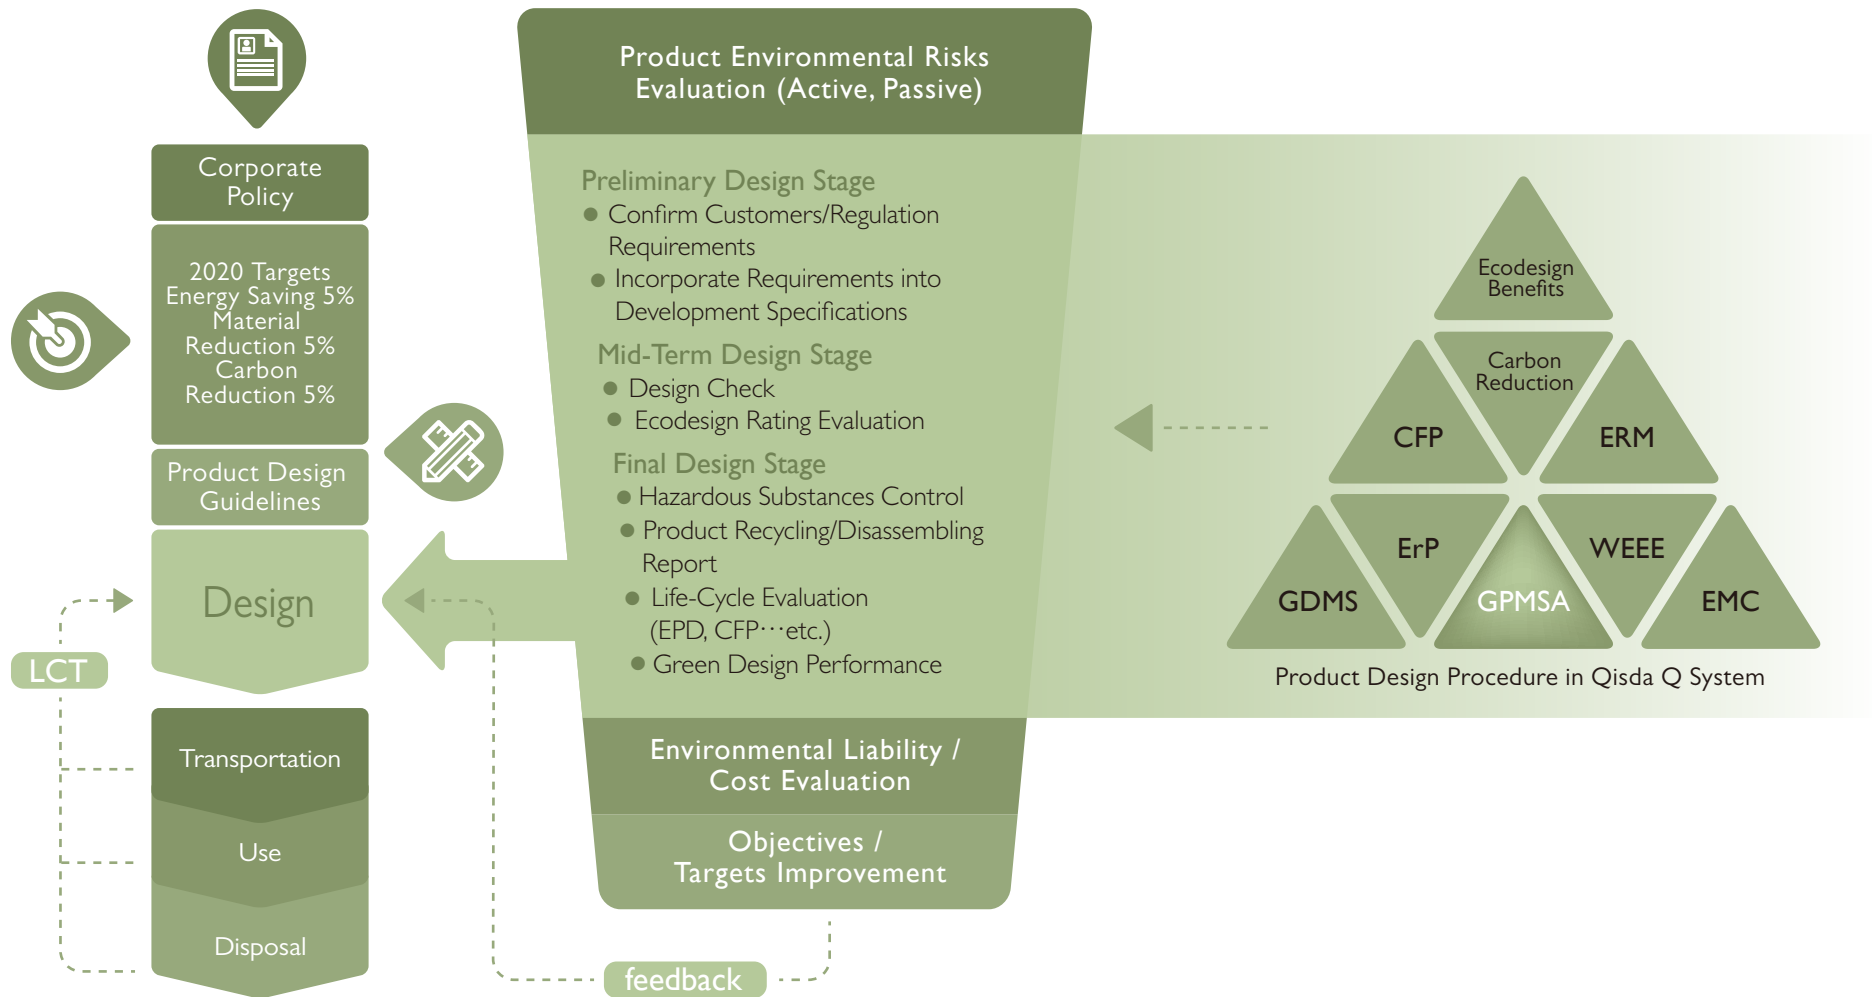 Corporate
Policy
2020 Targets
Energy Saving 5%
Material
Reduction 5%
Carbon
Reduction 5%
Product Design
Guidelines
Design
LCT
Transportation
Use
Disposal
Product Environmental Risks
Evaluation (Active, Passive)
Preliminary Design Stage
● Confirm Customers/Regulation
Requirements
● Incorporate Requirements into
Development Specifications
Mid-Term Design Stage
● Design Check
● Ecodesign Rating Evaluation
Final Design Stage
● Hazardous Substances Control
● Product Recycling/Disassembling
Report
● Life-Cycle Evaluation
(EPD, CFP⋯etc.)
● Green Design Performance
Environmental Liability /
Cost Evaluation
Objectives /
Targets Improvement
feedback
Ecodesign
Benefits
Carbon
Reduction
CFP
ERM
ErP
WEEE
GDMS
GPMSA
EMC
Product Design Procedure in Qisda Q System